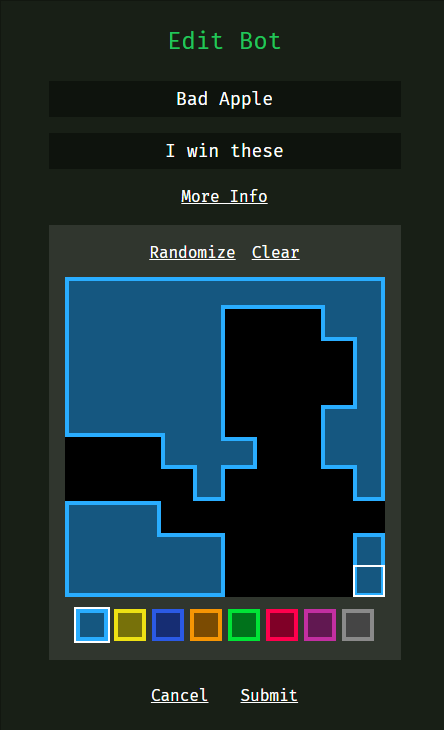 Edit Bot
Bad Apple
I win these
More Info
Randomize Clear
Cancel Submit